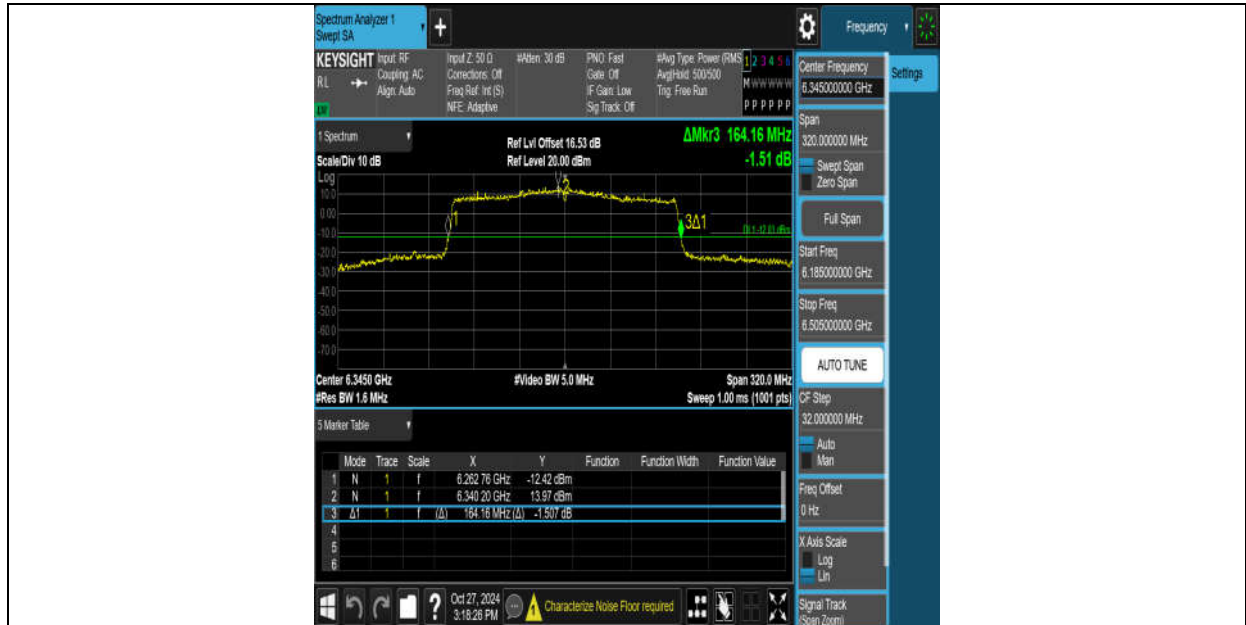 Spectrum Analyzer 1
Swept SA
+
Frequency
KEYSIGHT
RL
Input: RF
Coupling: AC
Align: Auto
Input Z: 50 Ω
Corrections: Off
Freq Ref: Int (S)
NFE: Adaptive
#Atten: 30 dB
PNO: Fast
Gate: Off
IF Gain: Low
Sig Track: Off
#Avg Type: Power (RMS
Avg|Hold: 500/500
Trig: Free Run
1 2 3 4 5 6
M W W W W W
P P P P P P
Center Frequency
6.345000000 GHz
Settings
Span
320.000000 MHz
Swept Span
Zero Span
Full Span
Start Freq
6.185000000 GHz
Stop Freq
6.505000000 GHz
AUTO TUNE
CF Step
32.000000 MHz
Auto
Man
Freq Offset
0 Hz
X Axis Scale
Log
Lin
Signal Track
(Span Zoom)
1 Spectrum
Scale/Div 10 dB
Ref Lvl Offset 16.53 dB
Ref Level 20.00 dBm
ΔMkr3 164.16 MHz
-1.51 dB
Log
10.0
0.00
-10.0
-20.0
-30.0
-40.0
-50.0
-60.0
-70.0
1
2
3Δ1
Center 6.3450 GHz
#Res BW 1.6 MHz
#Video BW 5.0 MHz
Span 320.0 MHz
Sweep 1.00 ms (1001 pts)
5 Marker Table
Mode Trace Scale X Y Function Function Width Function Value
1 N 1 f 6.262 76 GHz -12.42 dBm
2 N 1 f 6.340 20 GHz 13.97 dBm
3 Δ1 1 f (Δ) 164.16 MHz (Δ) -1.507 dB
4
5
6
Oct 27, 2024
3:18:26 PM
Characterize Noise Floor required